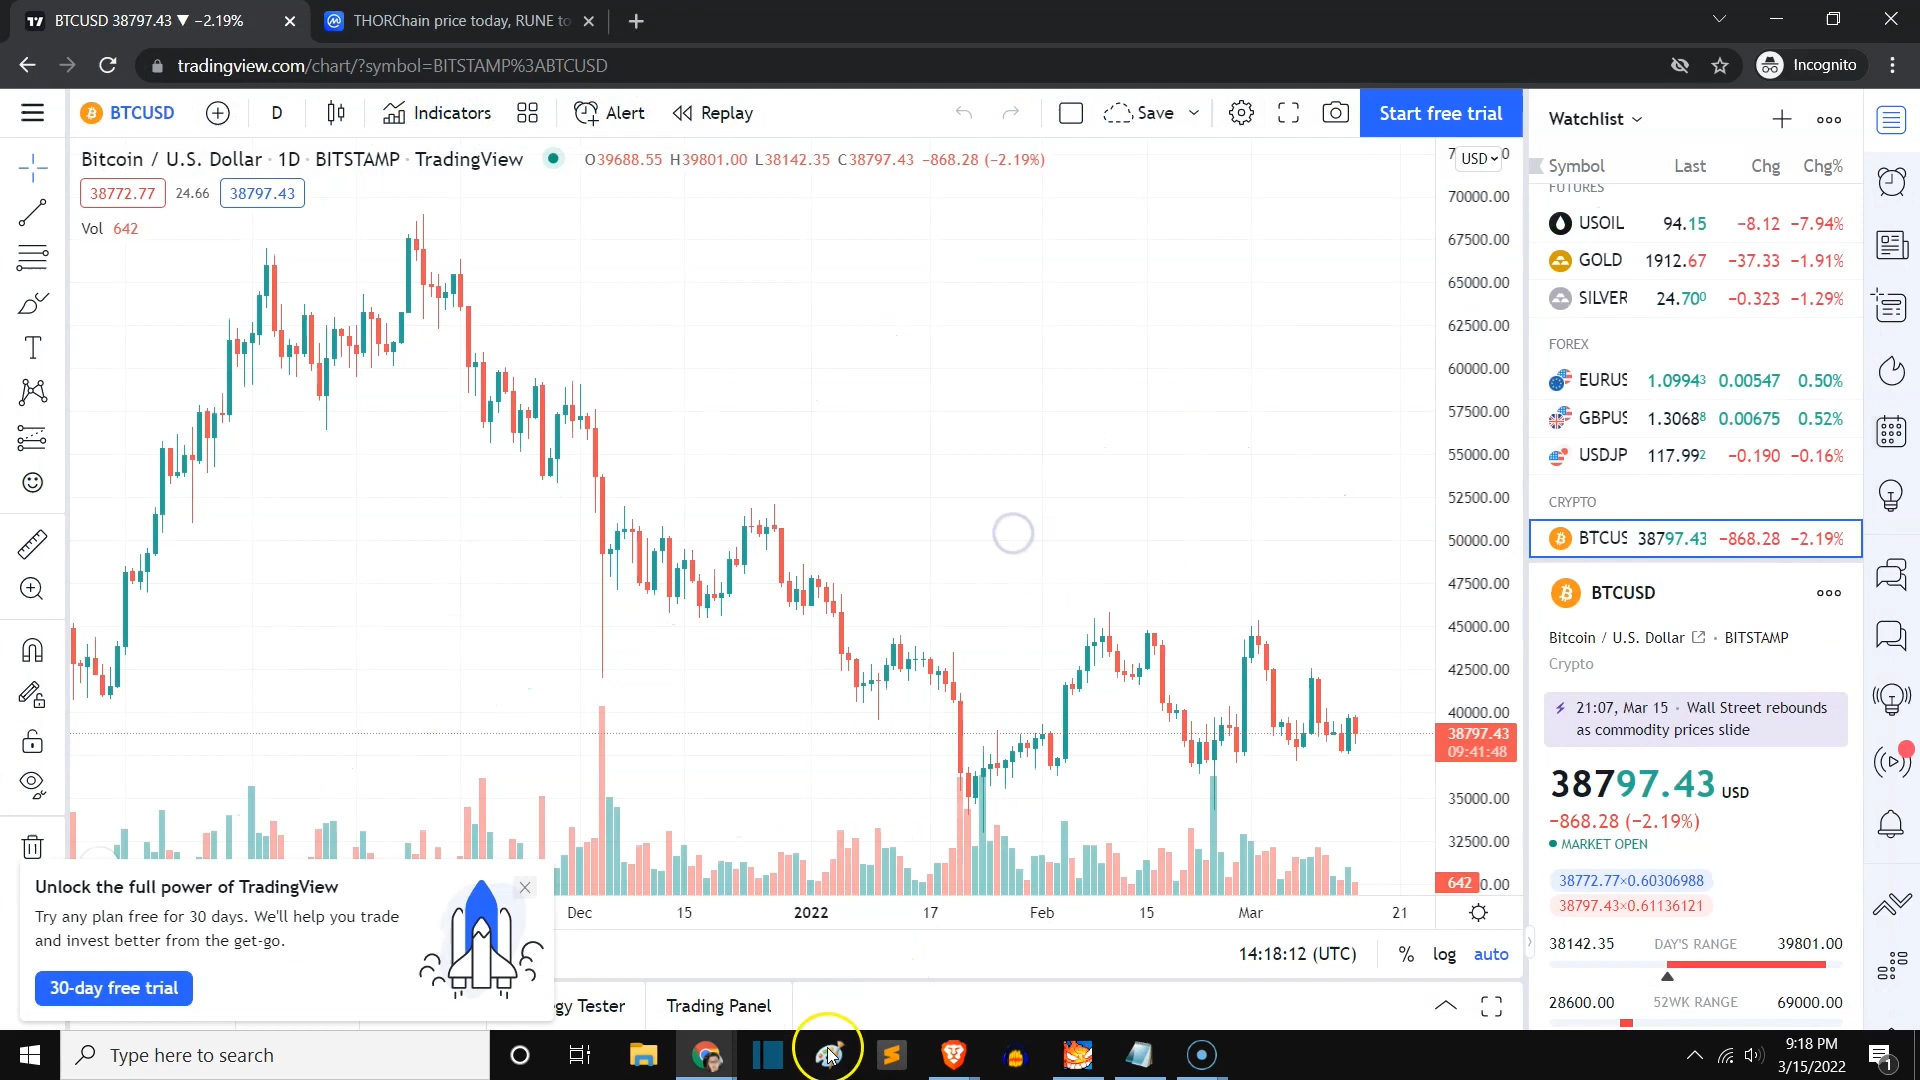 BTCUSD 38797.43 ▼ −2.19%
THORChain price today, RUNE to
tradingview.com/chart/?symbol=BITSTAMP%3ABTCUSD
Incognito
BTCUSD
D
Indicators
Alert
Replay
Save
Start free trial
Bitcoin / U.S. Dollar · 1D · BITSTAMP · TradingView
O39688.55 H39801.00 L38142.35 C38797.43 −868.28 (−2.19%)
38772.77
24.66
38797.43
Vol 642
USD
70000.00
67500.00
65000.00
62500.00
60000.00
57500.00
55000.00
52500.00
50000.00
47500.00
45000.00
42500.00
40000.00
38797.43
09:41:48
35000.00
32500.00
642
Dec
15
2022
17
Feb
15
Mar
21
14:18:12 (UTC)
%
log
auto
Unlock the full power of TradingView
Try any plan free for 30 days. We'll help you trade
and invest better from the get-go.
30-day free trial
egy Tester
Trading Panel
Watchlist
Symbol Last Chg Chg%
FUTURES
USOIL 94.15 −8.12 −7.94%
GOLD 1912.67 −37.33 −1.91%
SILVER 24.700 −0.323 −1.29%
FOREX
EURUS 1.09943 0.00547 0.50%
GBPUS 1.30688 0.00675 0.52%
USDJP 117.992 −0.190 −0.16%
CRYPTO
BTCUS 38797.43 −868.28 −2.19%
BTCUSD
Bitcoin / U.S. Dollar · BITSTAMP
Crypto
21:07, Mar 15 · Wall Street rebounds
as commodity prices slide
38797.43 USD
−868.28 (−2.19%)
MARKET OPEN
38772.77×0.60306988
38797.43×0.61136121
38142.35 DAY'S RANGE 39801.00
28600.00 52WK RANGE 69000.00
Type here to search
9:18 PM
3/15/2022
1